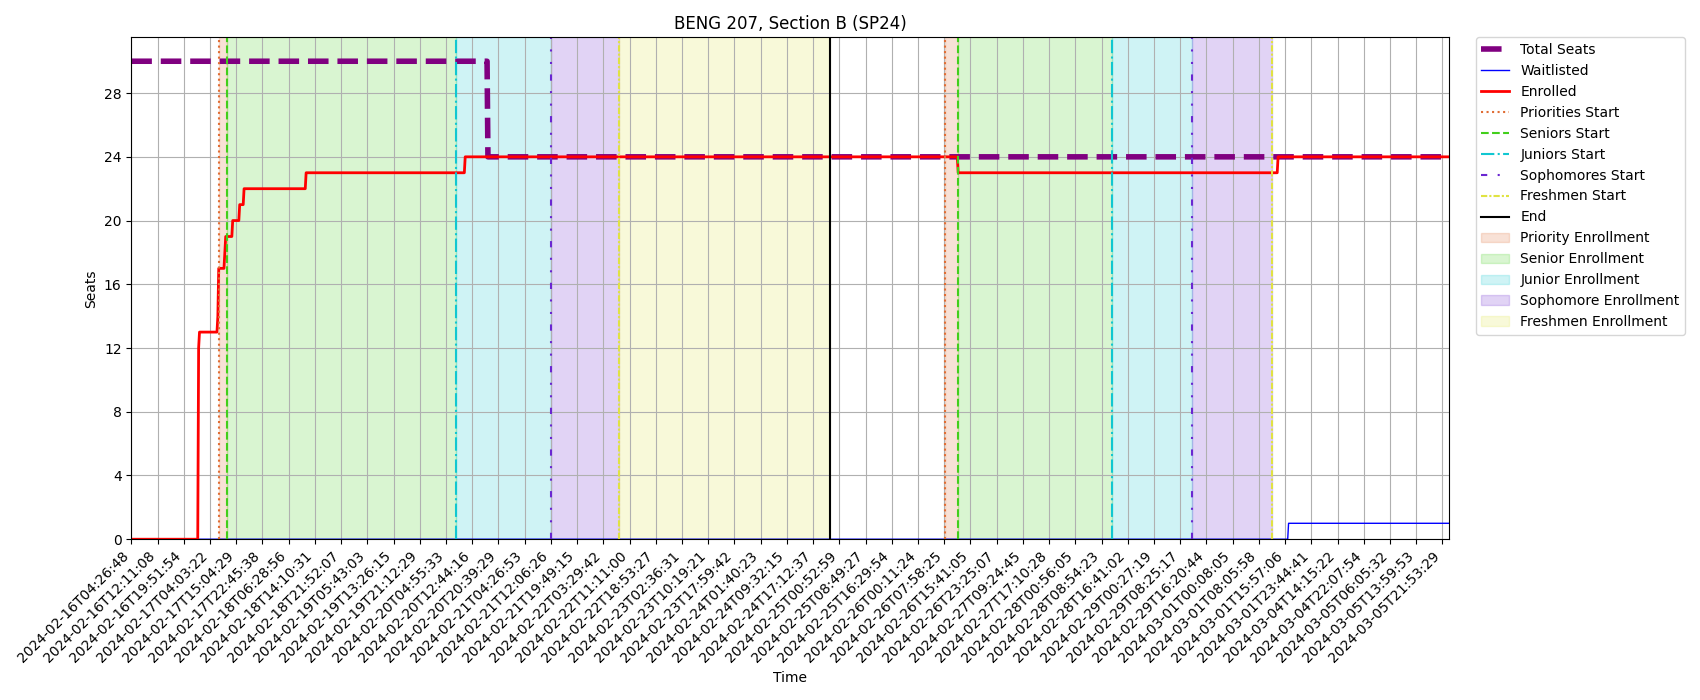 BENG 207, Section B (SP24)
Seats
28
24
20
16
12
8
4
0
2024-02-16T04:26:48
2024-02-16T12:11:08
2024-02-16T19:51:54
2024-02-17T04:03:22
2024-02-17T15:04:29
2024-02-17T22:45:38
2024-02-18T06:28:56
2024-02-18T14:10:31
2024-02-18T21:52:07
2024-02-19T05:43:03
2024-02-19T13:26:15
2024-02-19T21:12:29
2024-02-20T04:55:33
2024-02-20T12:44:16
2024-02-20T20:39:29
2024-02-21T04:26:53
2024-02-21T12:06:26
2024-02-21T19:49:15
2024-02-22T03:29:42
2024-02-22T11:11:00
2024-02-22T18:53:27
2024-02-23T02:36:31
2024-02-23T10:19:21
2024-02-23T17:59:42
2024-02-24T01:40:23
2024-02-24T09:32:15
2024-02-24T17:12:37
2024-02-25T00:52:59
2024-02-25T08:49:27
2024-02-25T16:29:54
2024-02-26T00:11:24
2024-02-26T07:58:25
2024-02-26T15:41:05
2024-02-26T23:25:07
2024-02-27T09:24:45
2024-02-27T17:10:28
2024-02-28T00:56:05
2024-02-28T08:54:23
2024-02-28T16:41:02
2024-02-29T00:27:19
2024-02-29T08:25:17
2024-02-29T16:20:44
2024-03-01T00:08:05
2024-03-01T08:05:58
2024-03-01T15:57:06
2024-03-01T23:44:41
2024-03-04T14:15:22
2024-03-04T22:07:54
2024-03-05T06:05:32
2024-03-05T13:59:53
2024-03-05T21:53:29
Time
Total Seats
Waitlisted
Enrolled
Priorities Start
Seniors Start
Juniors Start
Sophomores Start
Freshmen Start
End
Priority Enrollment
Senior Enrollment
Junior Enrollment
Sophomore Enrollment
Freshmen Enrollment